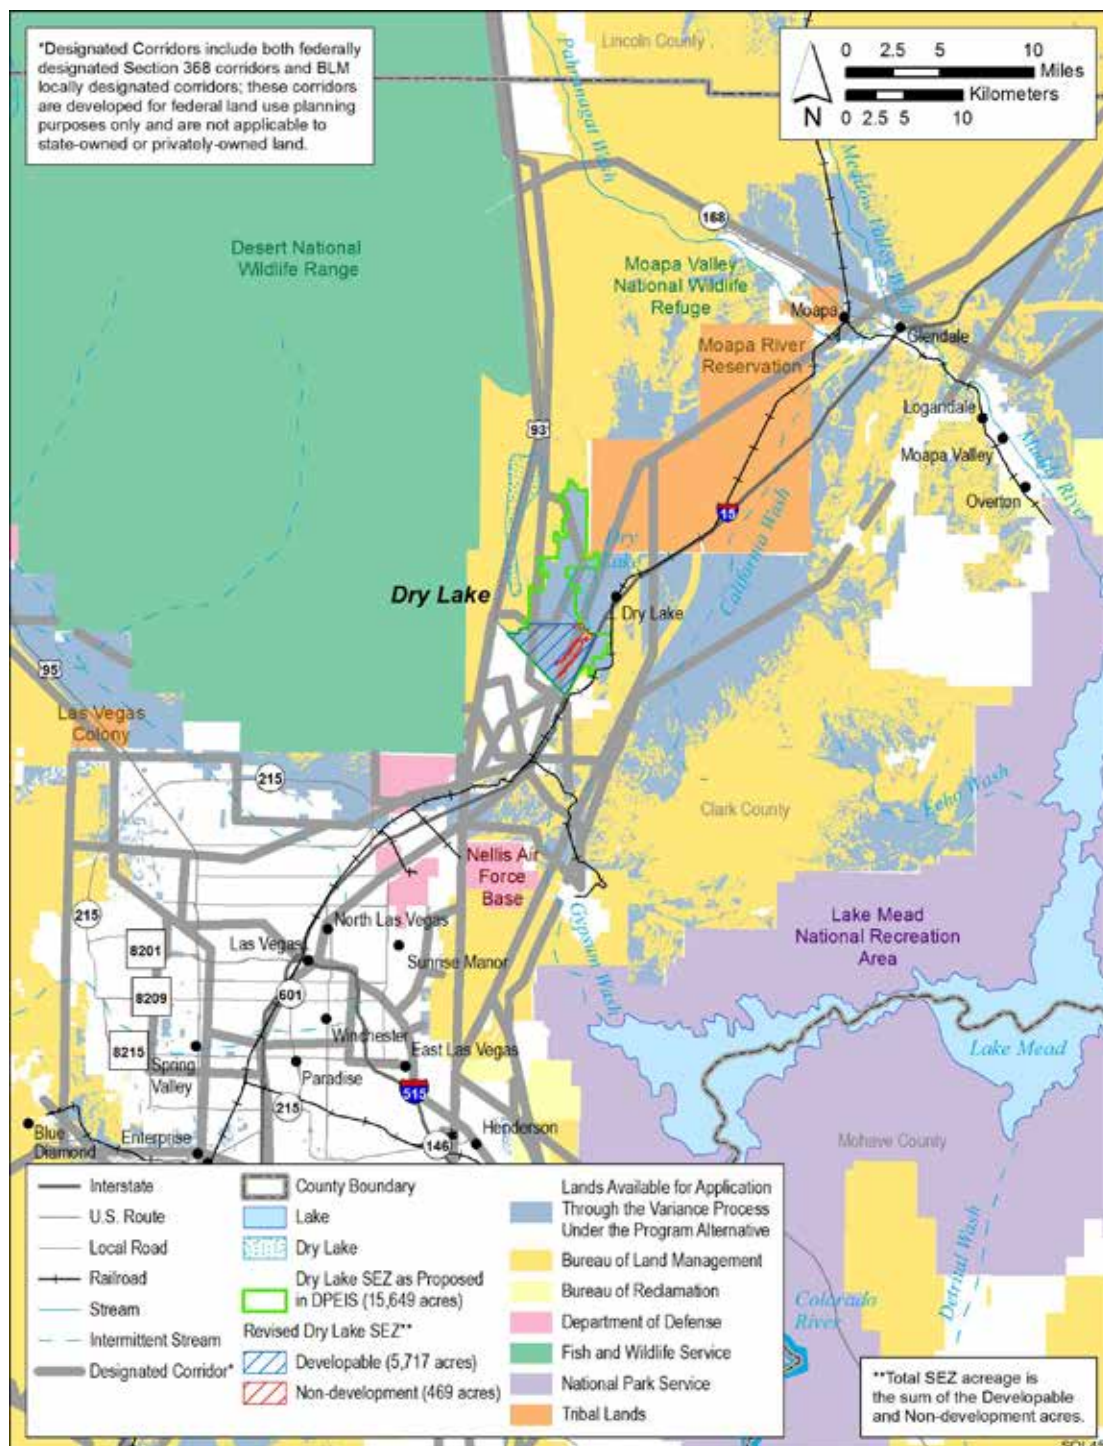 *Designated Corridors include both federally
designated Section 368 corridors and BLM
locally designated corridors; these corridors
are developed for federal land use planning
purposes only and are not applicable to
state-owned or privately-owned land.
Lincoln County
0 2.5 5 10
Miles
Kilometers
0 2.5 5 10
N
Pahranagat Wash
Meadow Valley Wash
168
Desert National
Wildlife Range
Moapa Valley
National Wildlife
Refuge
Moapa
Glendale
Moapa River
Reservation
93
Logandale
Moapa Valley
Muddy River
Overton
15
California Wash
Dry
Lake
Dry Lake
Dry Lake
95
Las Vegas
Colony
215
Clark County
Echo Wash
Nellis Air
Force
Base
215
North Las Vegas
Las Vegas
Sunrise Manor
Gypsum Wash
Lake Mead
National Recreation
Area
8201
8209
601
8215
Winchester
East Las Vegas
Spring
Valley
Paradise
515
215
Lake Mead
Blue
Diamond
Enterprise
146
Henderson
Mohave County
Detrital Wash
Colorado
River
Interstate
U.S. Route
Local Road
Railroad
Stream
Intermittent Stream
Designated Corridor*
County Boundary
Lake
Dry Lake
Dry Lake SEZ as Proposed
in DPEIS (15,649 acres)
Revised Dry Lake SEZ**
Developable (5,717 acres)
Non-development (469 acres)
Lands Available for Application
Through the Variance Process
Under the Program Alternative
Bureau of Land Management
Bureau of Reclamation
Department of Defense
Fish and Wildlife Service
National Park Service
Tribal Lands
**Total SEZ acreage is
the sum of the Developable
and Non-development acres.